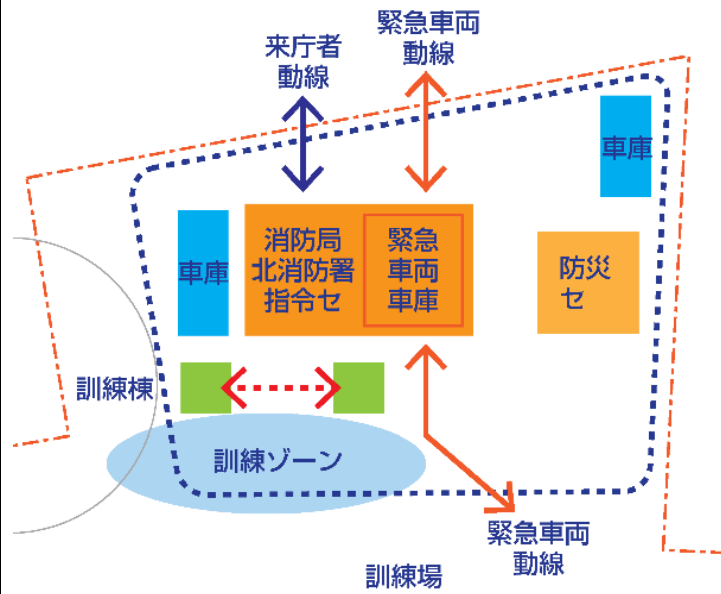 来庁者
動線
緊急車両
動線
車庫
消防局
北消防署
指令セ
緊急
車両
車庫
車庫
防災
セ
訓練棟
訓練ゾーン
緊急車両
動線
訓練場